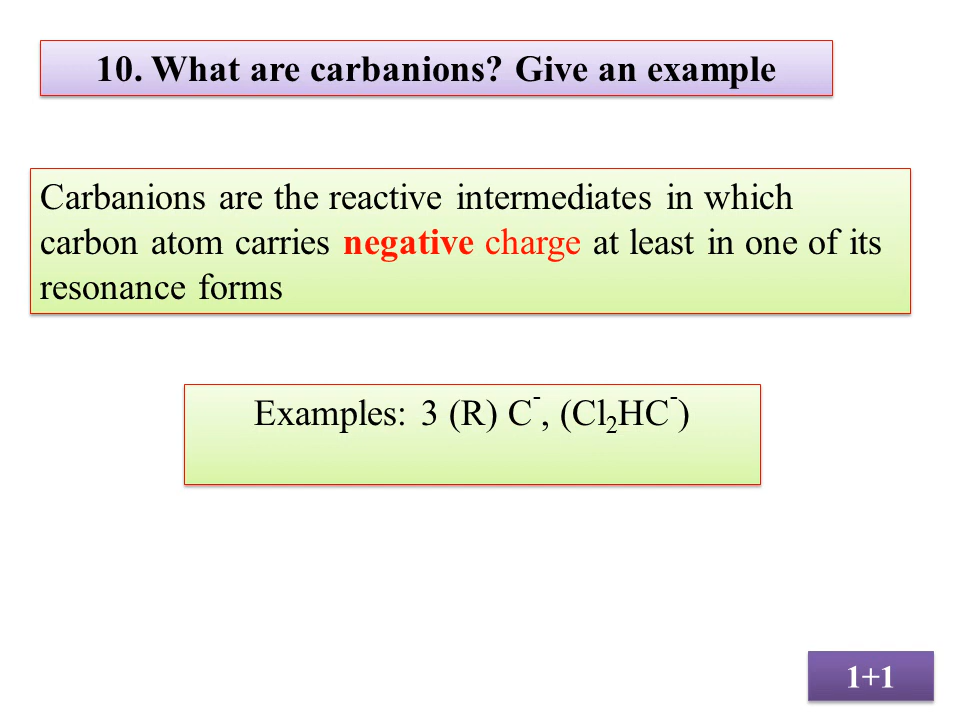 10. What are carbanions? Give an example
Carbanions are the reactive intermediates in which
carbon atom carries negative charge at least in one of its
resonance forms
Examples: 3 (R) C⁻, (Cl₂HC⁻)
1+1